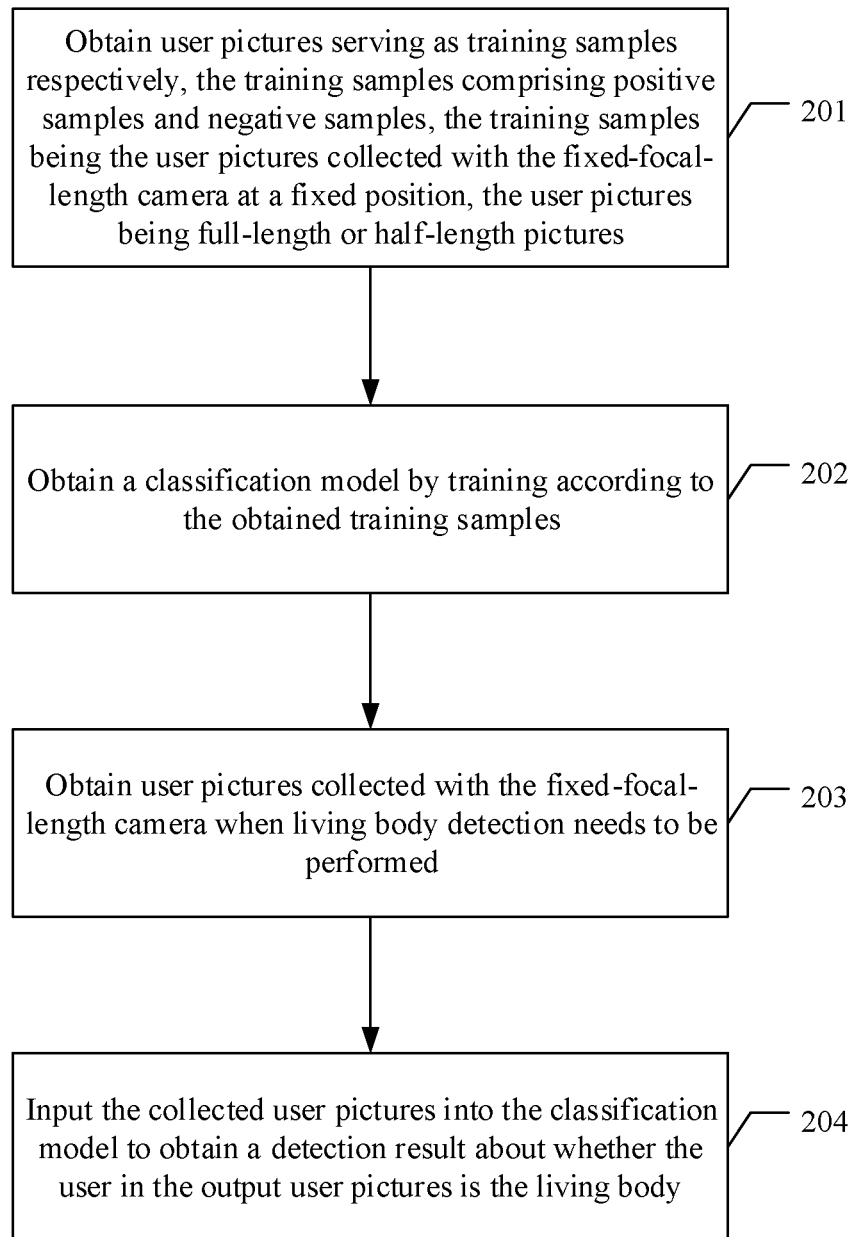 Obtain user pictures serving as training samples
respectively, the training samples comprising positive
samples and negative samples, the training samples
being the user pictures collected with the fixed-focal-
length camera at a fixed position, the user pictures
being full-length or half-length pictures
201
Obtain a classification model by training according to
the obtained training samples
202
Obtain user pictures collected with the fixed-focal-
length camera when living body detection needs to be
performed
203
Input the collected user pictures into the classification
model to obtain a detection result about whether the
user in the output user pictures is the living body
204